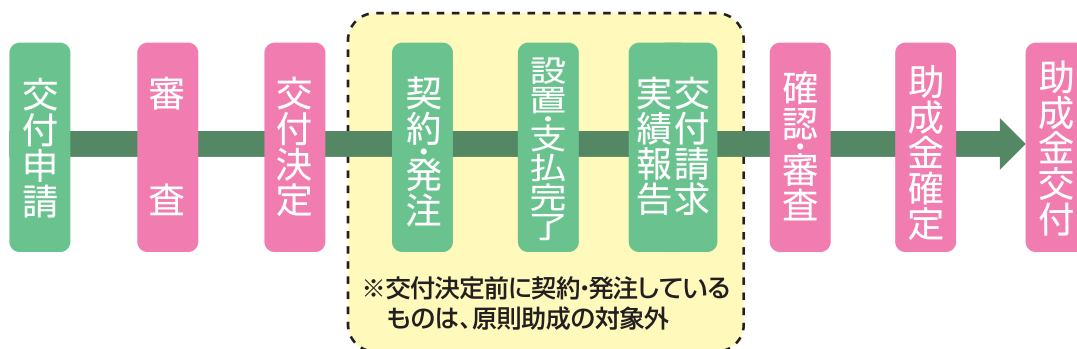 交付申請
審査
交付決定
契約・発注
設置・支払完了
交付請求
実績報告
確認・審査
助成金確定
助成金交付
※交付決定前に契約・発注している
ものは、原則助成の対象外